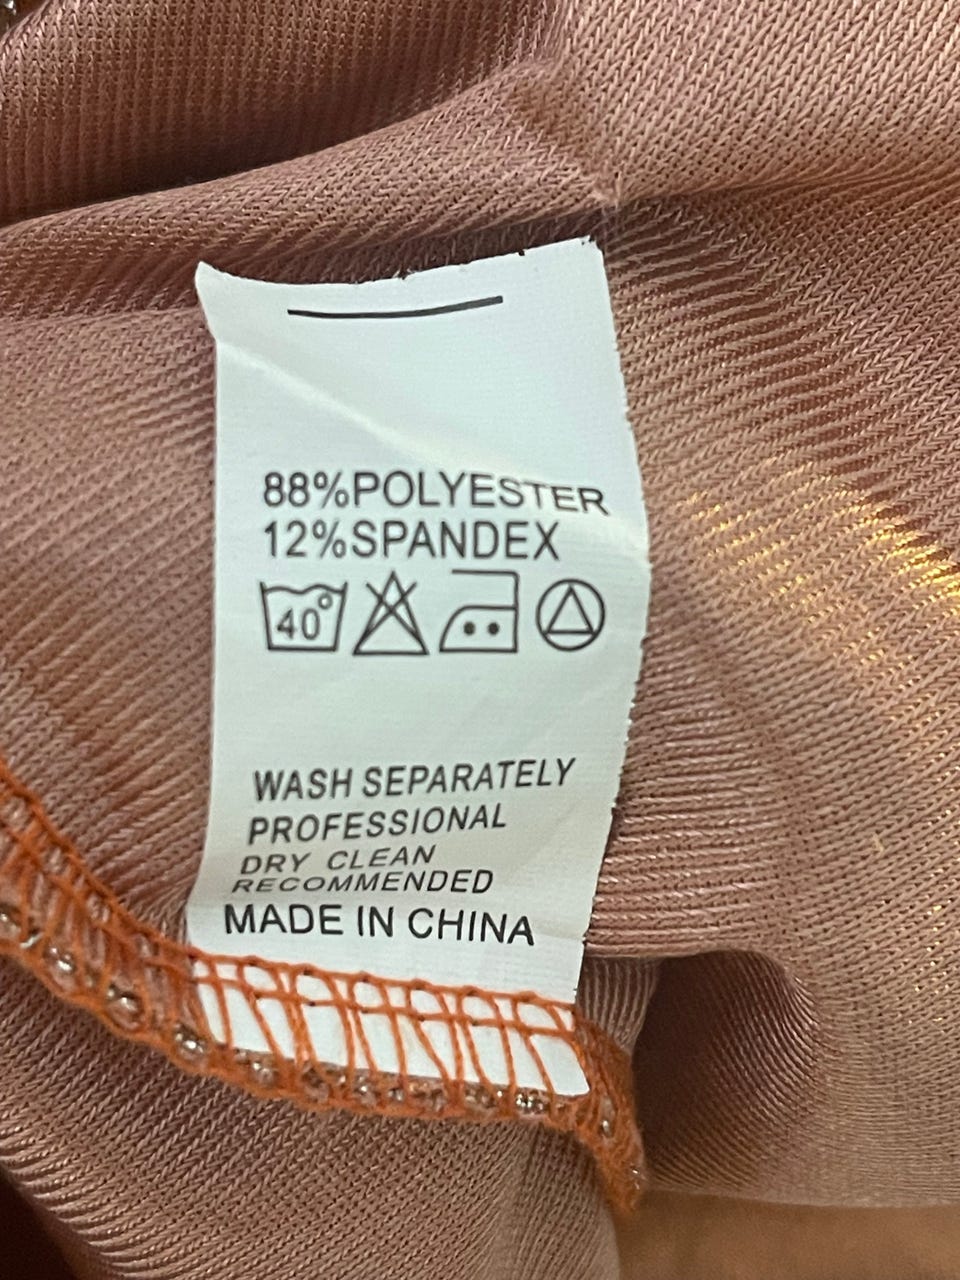 88%POLYESTER
12%SPANDEX
40°
WASH SEPARATELY
PROFESSIONAL
DRY CLEAN
RECOMMENDED
MADE IN CHINA